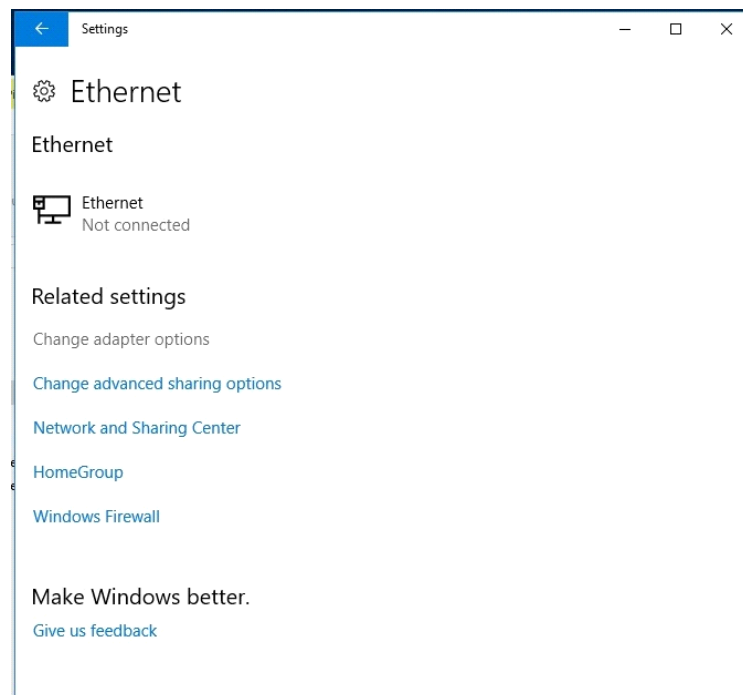 Settings
Ethernet
Ethernet
Ethernet
Not connected
Related settings
Change adapter options
Change advanced sharing options
Network and Sharing Center
HomeGroup
Windows Firewall
Make Windows better.
Give us feedback